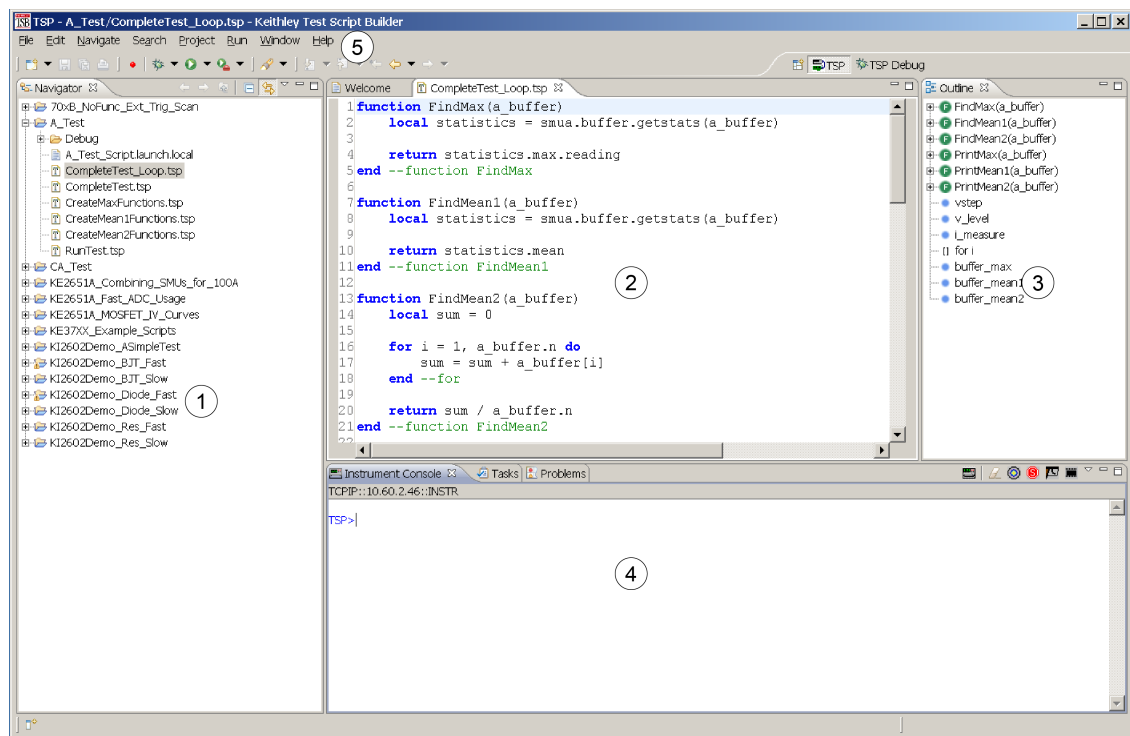 TSP - A_Test/CompleteTest_Loop.tsp - Keithley Test Script Builder
File Edit Navigate Search Project Run Window Help
5
TSP TSP Debug
Navigator
70xB_NoFunc_Ext_Trig_Scan
A_Test
Debug
A_Test_Script.launch.local
CompleteTest_Loop.tsp
CompleteTest.tsp
CreateMaxFunctions.tsp
CreateMean1Functions.tsp
CreateMean2Functions.tsp
RunTest.tsp
CA_Test
KE2651A_Combining_SMUs_for_100A
KE2651A_Fast_ADC_Usage
KE2651A_MOSFET_IV_Curves
KE37XX_Example_Scripts
KI2602Demo_ASimpleTest
KI2602Demo_BJT_Fast
KI2602Demo_BJT_Slow
KI2602Demo_Diode_Fast
KI2602Demo_Diode_Slow
KI2602Demo_Res_Fast
KI2602Demo_Res_Slow
1
Welcome CompleteTest_Loop.tsp
1 function FindMax(a_buffer)
2 local statistics = smua.buffer.getstats(a_buffer)
3
4 return statistics.max.reading
5 end --function FindMax
6
7 function FindMean1(a_buffer)
8 local statistics = smua.buffer.getstats(a_buffer)
9
10 return statistics.mean
11 end --function FindMean1
12
13 function FindMean2(a_buffer)
14 local sum = 0
15
16 for i = 1, a_buffer.n do
17 sum = sum + a_buffer[i]
18 end --for
19
20 return sum / a_buffer.n
21 end --function FindMean2
22
2
Outline
FindMax(a_buffer)
FindMean1(a_buffer)
FindMean2(a_buffer)
PrintMax(a_buffer)
PrintMean1(a_buffer)
PrintMean2(a_buffer)
vstep
v_level
i_measure
for i
buffer_max
buffer_mean1
buffer_mean2
3
Instrument Console Tasks Problems
TCPIP::10.60.2.46::INSTR
TSP>
4